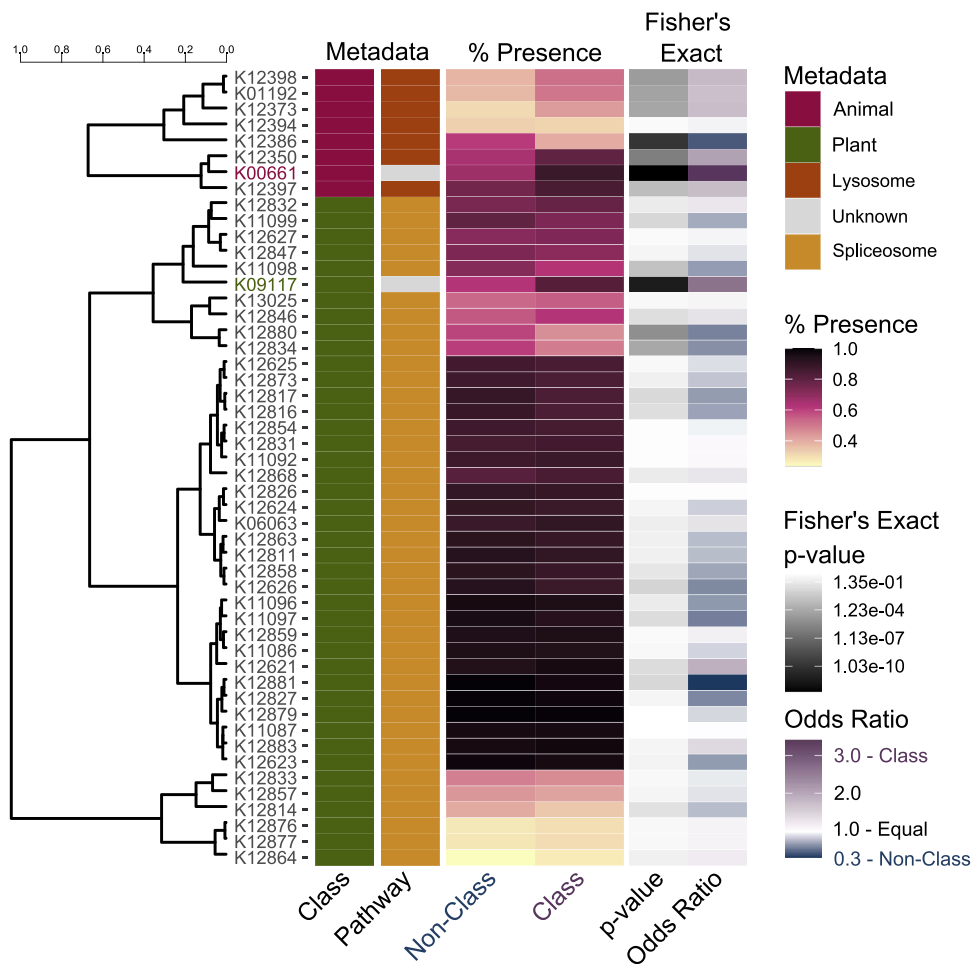 Fisher's
Exact
Metadata
% Presence
1.0
0.8
0.6
0.4
0.2
0.0
K12398
K01192
K12373
K12394
K12386
K12350
K00661
K12397
K12832
K11099
K12627
K12847
K11098
K09117
K13025
K12846
K12880
K12834
K12625
K12873
K12817
K12816
K12854
K12831
K11092
K12868
K12826
K12624
K06063
K12863
K12811
K12858
K12626
K11096
K11097
K12859
K11086
K12621
K12881
K12827
K12879
K11087
K12883
K12623
K12833
K12857
K12814
K12876
K12877
K12864
Class
Pathway
Non-Class
Class
p-value
Odds Ratio
Metadata
Animal
Plant
Lysosome
Unknown
Spliceosome
% Presence
1.0
0.8
0.6
0.4
Fisher's Exact
p-value
1.35e-01
1.23e-04
1.13e-07
1.03e-10
Odds Ratio
3.0 - Class
2.0
1.0 - Equal
0.3 - Non-Class